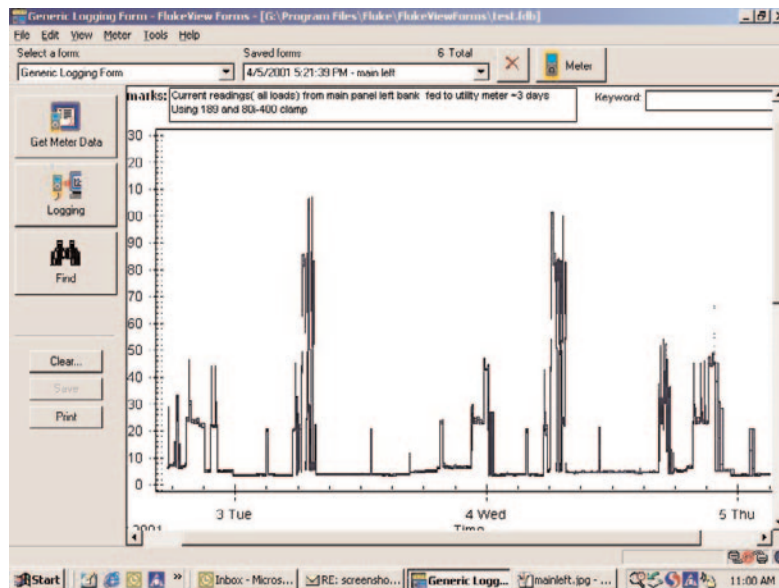 Generic Logging Form - FlukeView Forms - [G:\Program Files\Fluke\FlukeViewForms\test.fdb]
File Edit View Meter Tools Help
Select a form: Saved forms 6 Total
Generic Logging Form 4/5/2001 5:21:39 PM - main left Meter
marks: Current readings( all loads) from main panel left bank fed to utility meter ~3 days Keyword:
Using 189 and 80i-400 clamp
Get Meter Data
Logging
Find
Clear...
Save
Print
30
20
10
00
90
80
70
60
50
40
30
20
10
0
3 Tue 4 Wed 5 Thu
2001 Time
Start » Inbox - Micros... RE: screensho... Generic Logg... mainleft.jpg - ... 11:00 AM